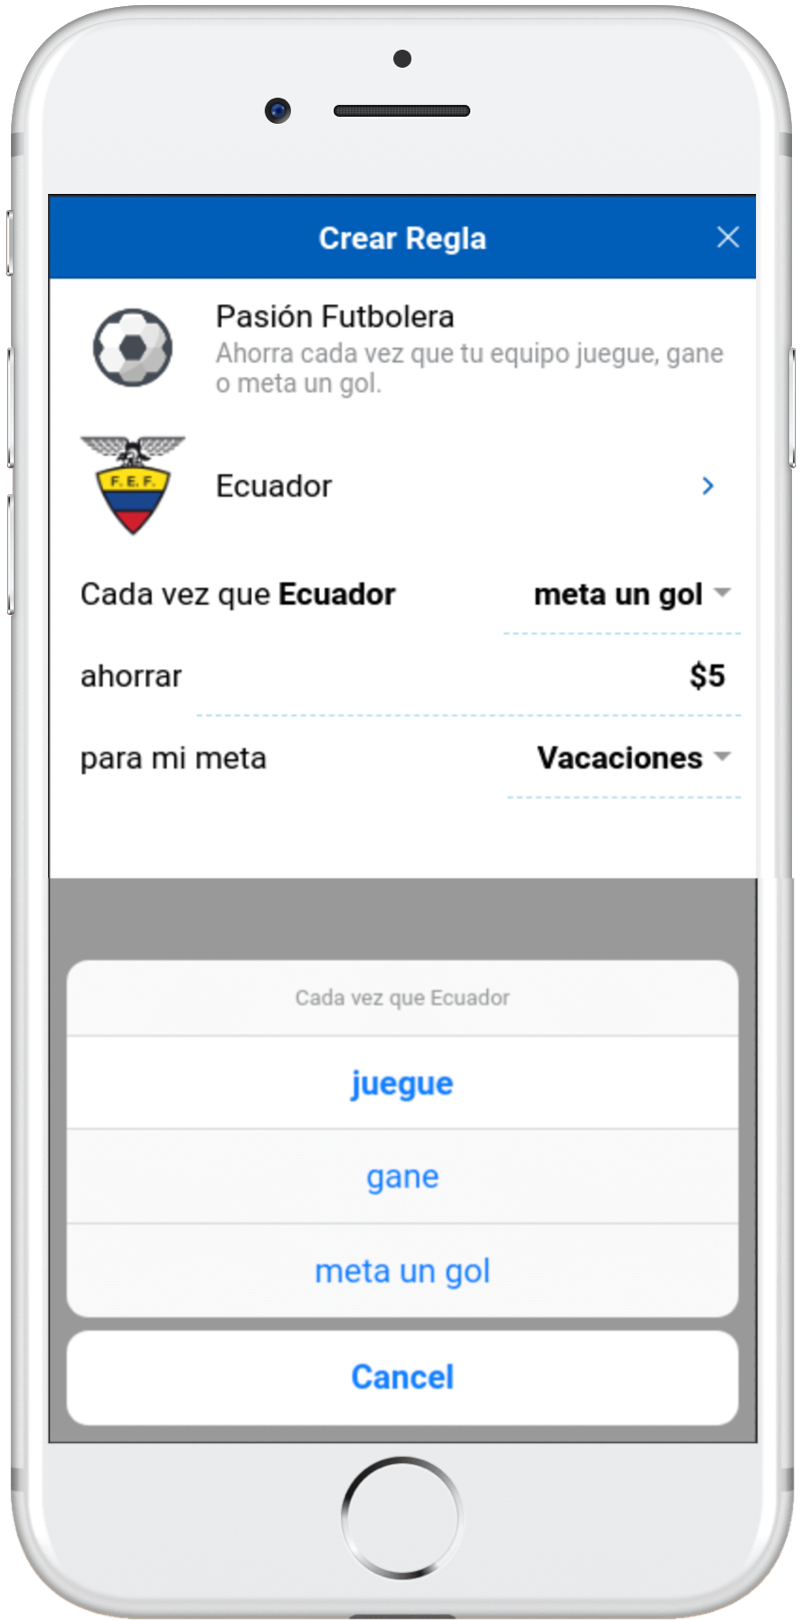 Crear Regla
Pasión Futbolera
Ahorra cada vez que tu equipo juegue, gane
o meta un gol.
F. E. F.
Ecuador
Cada vez que Ecuador meta un gol
ahorrar $5
para mi meta Vacaciones
Cada vez que Ecuador
juegue
gane
meta un gol
Cancel